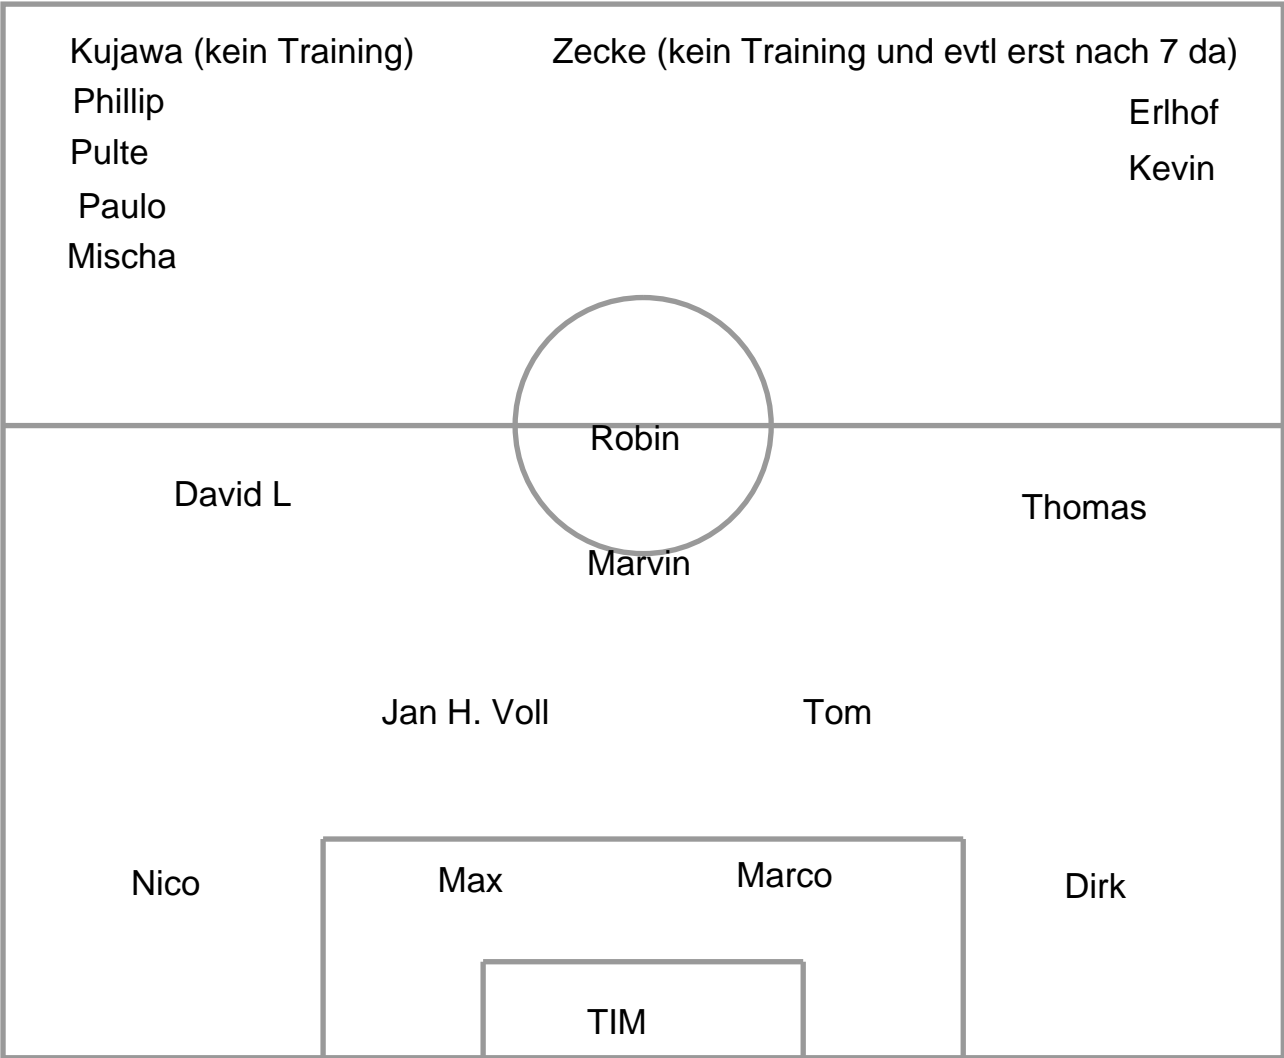 Kujawa (kein Training)
Zecke (kein Training und evtl erst nach 7 da)
Phillip
Erlhof
Pulte
Kevin
Paulo
Mischa
Robin
David L
Thomas
Marvin
Jan H. Voll
Tom
Nico
Max
Marco
Dirk
TIM